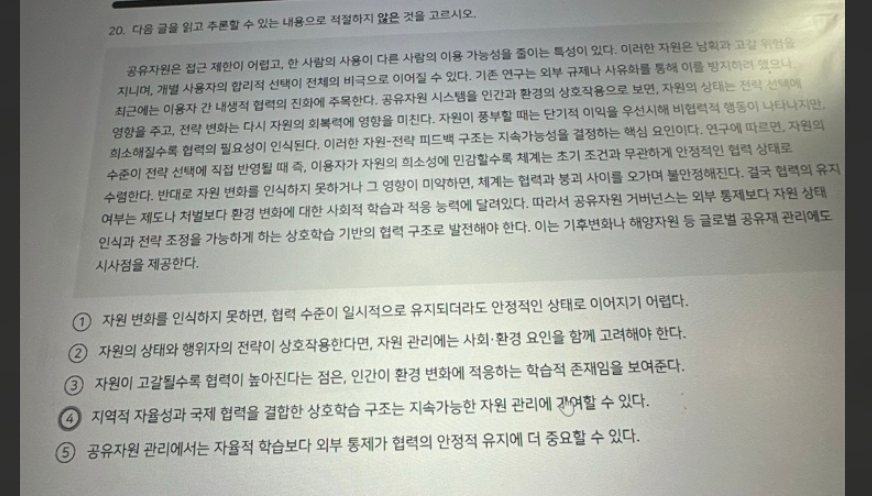 20. 다음 글을 읽고 추론할 수 있는 내용으로 적절하지 않은 것을 고르시오.
공유자원은 접근 제한이 어렵고, 한 사람의 사용이 다른 사람의 이용 가능성을 줄이는 특성이 있다. 이러한 자원은 남획과 고갈 위험을
지니며, 개별 사용자의 합리적 선택이 전체의 비극으로 이어질 수 있다. 기존 연구는 외부 규제나 사유화를 통해 이를 방지하려 했으나,
최근에는 이용자 간 내생적 협력의 진화에 주목한다. 공유자원 시스템을 인간과 환경의 상호작용으로 보면, 자원의 상태는 전략 선택에
영향을 주고, 전략 변화는 다시 자원의 회복력에 영향을 미친다. 자원이 풍부할 때는 단기적 이익을 우선시해 비협력적 행동이 나타나지만,
희소해질수록 협력의 필요성이 인식된다. 이러한 자원-전략 피드백 구조는 지속가능성을 결정하는 핵심 요인이다. 연구에 따르면, 자원의
수준이 전략 선택에 직접 반영될 때 즉, 이용자가 자원의 희소성에 민감할수록 체계는 초기 조건과 무관하게 안정적인 협력 상태로
수렴한다. 반대로 자원 변화를 인식하지 못하거나 그 영향이 미약하면, 체계는 협력과 붕괴 사이를 오가며 불안정해진다. 결국 협력의 유지
여부는 제도나 처벌보다 환경 변화에 대한 사회적 학습과 적응 능력에 달려있다. 따라서 공유자원 거버넌스는 외부 통제보다 자원 상태
인식과 전략 조정을 가능하게 하는 상호학습 기반의 협력 구조로 발전해야 한다. 이는 기후변화나 해양자원 등 글로벌 공유재 관리에도
시사점을 제공한다.
① 자원 변화를 인식하지 못하면, 협력 수준이 일시적으로 유지되더라도 안정적인 상태로 이어지기 어렵다.
② 자원의 상태와 행위자의 전략이 상호작용한다면, 자원 관리에는 사회·환경 요인을 함께 고려해야 한다.
③ 자원이 고갈될수록 협력이 높아진다는 점은, 인간이 환경 변화에 적응하는 학습적 존재임을 보여준다.
④ 지역적 자율성과 국제 협력을 결합한 상호학습 구조는 지속가능한 자원 관리에 기여할 수 있다.
⑤ 공유자원 관리에서는 자율적 학습보다 외부 통제가 협력의 안정적 유지에 더 중요할 수 있다.